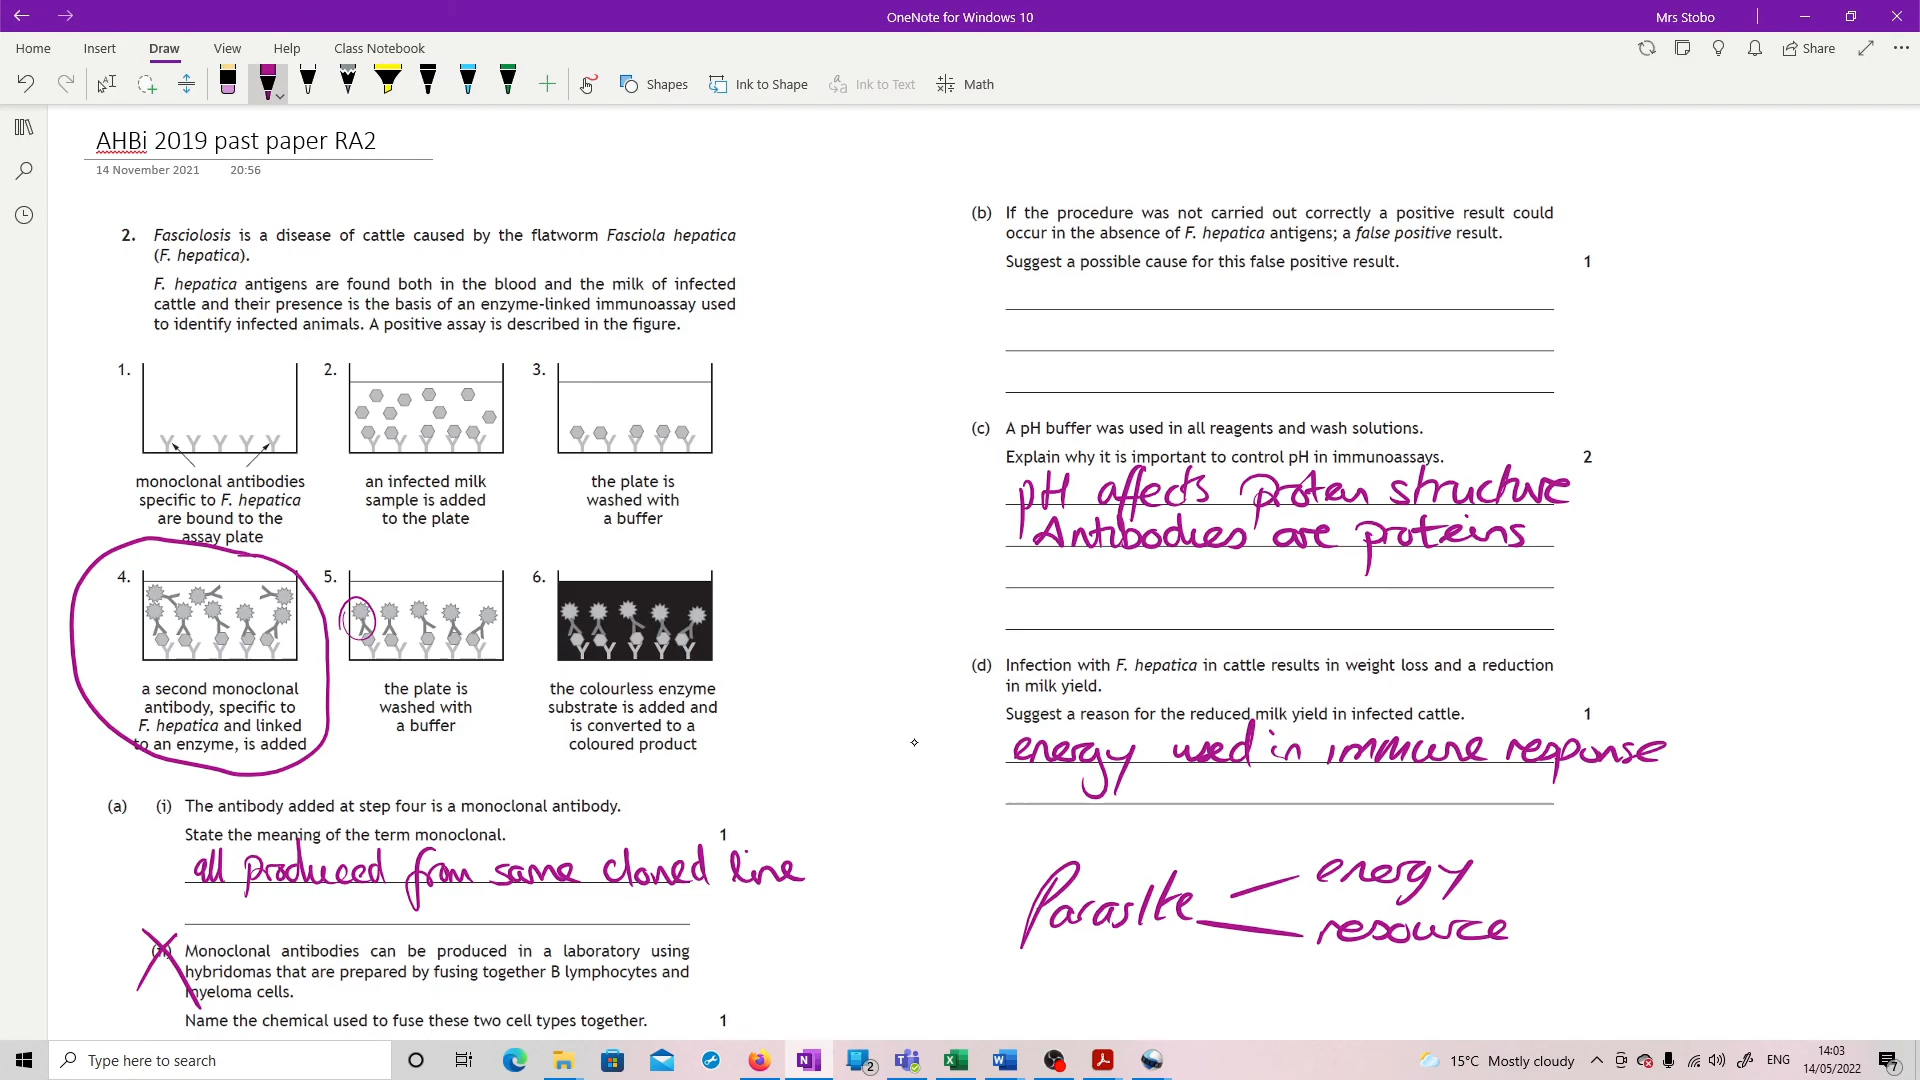 OneNote for Windows 10
Mrs Stobo
Home Insert Draw View Help Class Notebook
Share
Shapes Ink to Shape Ink to Text Math
AHBi 2019 past paper RA2
14 November 2021 20:56
2. Fasciolosis is a disease of cattle caused by the flatworm Fasciola hepatica
(F. hepatica).
F. hepatica antigens are found both in the blood and the milk of infected
cattle and their presence is the basis of an enzyme-linked immunoassay used
to identify infected animals. A positive assay is described in the figure.
1. 2. 3.
monoclonal antibodies
specific to F. hepatica
are bound to the
assay plate
an infected milk
sample is added
to the plate
the plate is
washed with
a buffer
4. 5. 6.
a second monoclonal
antibody, specific to
F. hepatica and linked
to an enzyme, is added
the plate is
washed with
a buffer
the colourless enzyme
substrate is added and
is converted to a
coloured product
(a) (i) The antibody added at step four is a monoclonal antibody.
State the meaning of the term monoclonal. 1
all produced from same cloned line
(ii) Monoclonal antibodies can be produced in a laboratory using
hybridomas that are prepared by fusing together B lymphocytes and
myeloma cells.
Name the chemical used to fuse these two cell types together. 1
(b) If the procedure was not carried out correctly a positive result could
occur in the absence of F. hepatica antigens; a false positive result.
Suggest a possible cause for this false positive result. 1
(c) A pH buffer was used in all reagents and wash solutions.
Explain why it is important to control pH in immunoassays. 2
pH affects protein structure
Antibodies are proteins
(d) Infection with F. hepatica in cattle results in weight loss and a reduction
in milk yield.
Suggest a reason for the reduced milk yield in infected cattle. 1
energy used in immune response
Parasite energy
resource
Type here to search
2
15°C Mostly cloudy
ENG
14:03
14/05/2022
7